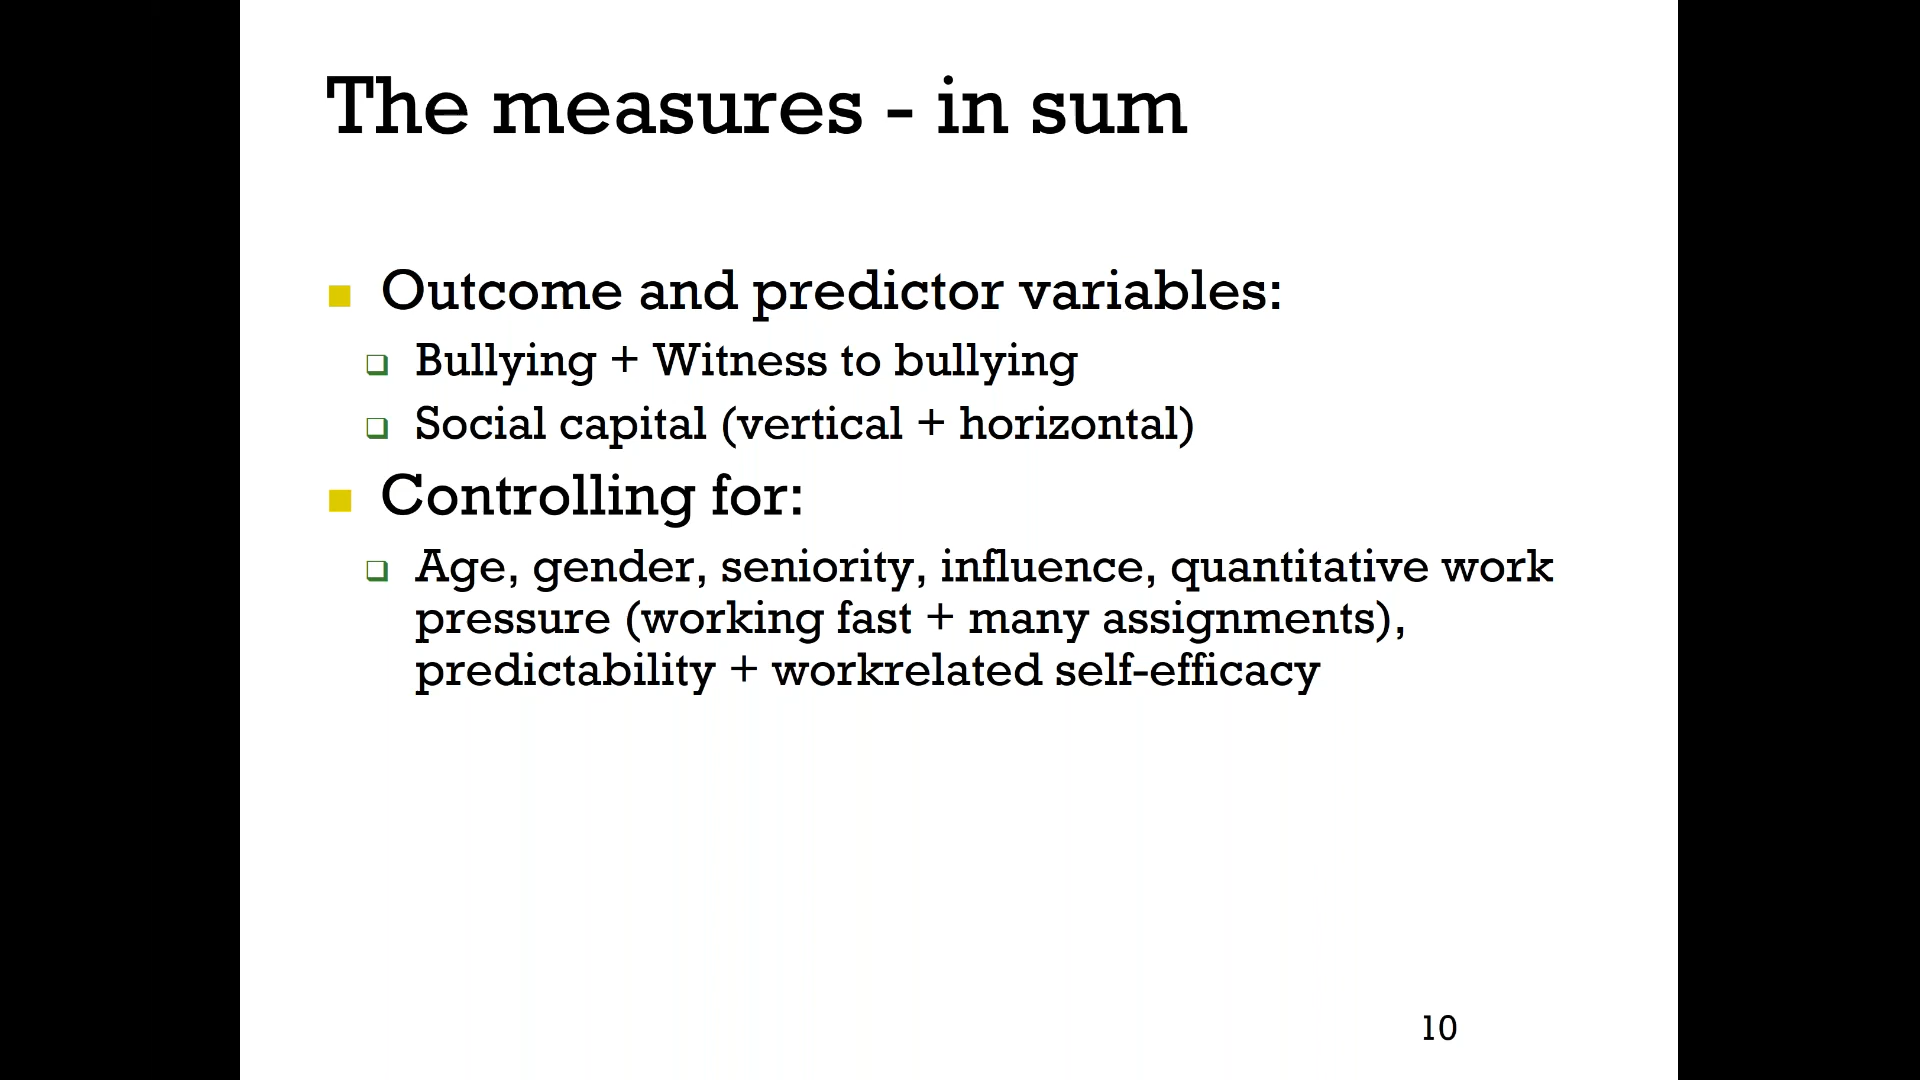 The measures - in sum
Outcome and predictor variables:
Bullying + Witness to bullying
Social capital (vertical + horizontal)
Controlling for:
Age, gender, seniority, influence, quantitative work
pressure (working fast + many assignments),
predictability + workrelated self-efficacy
10